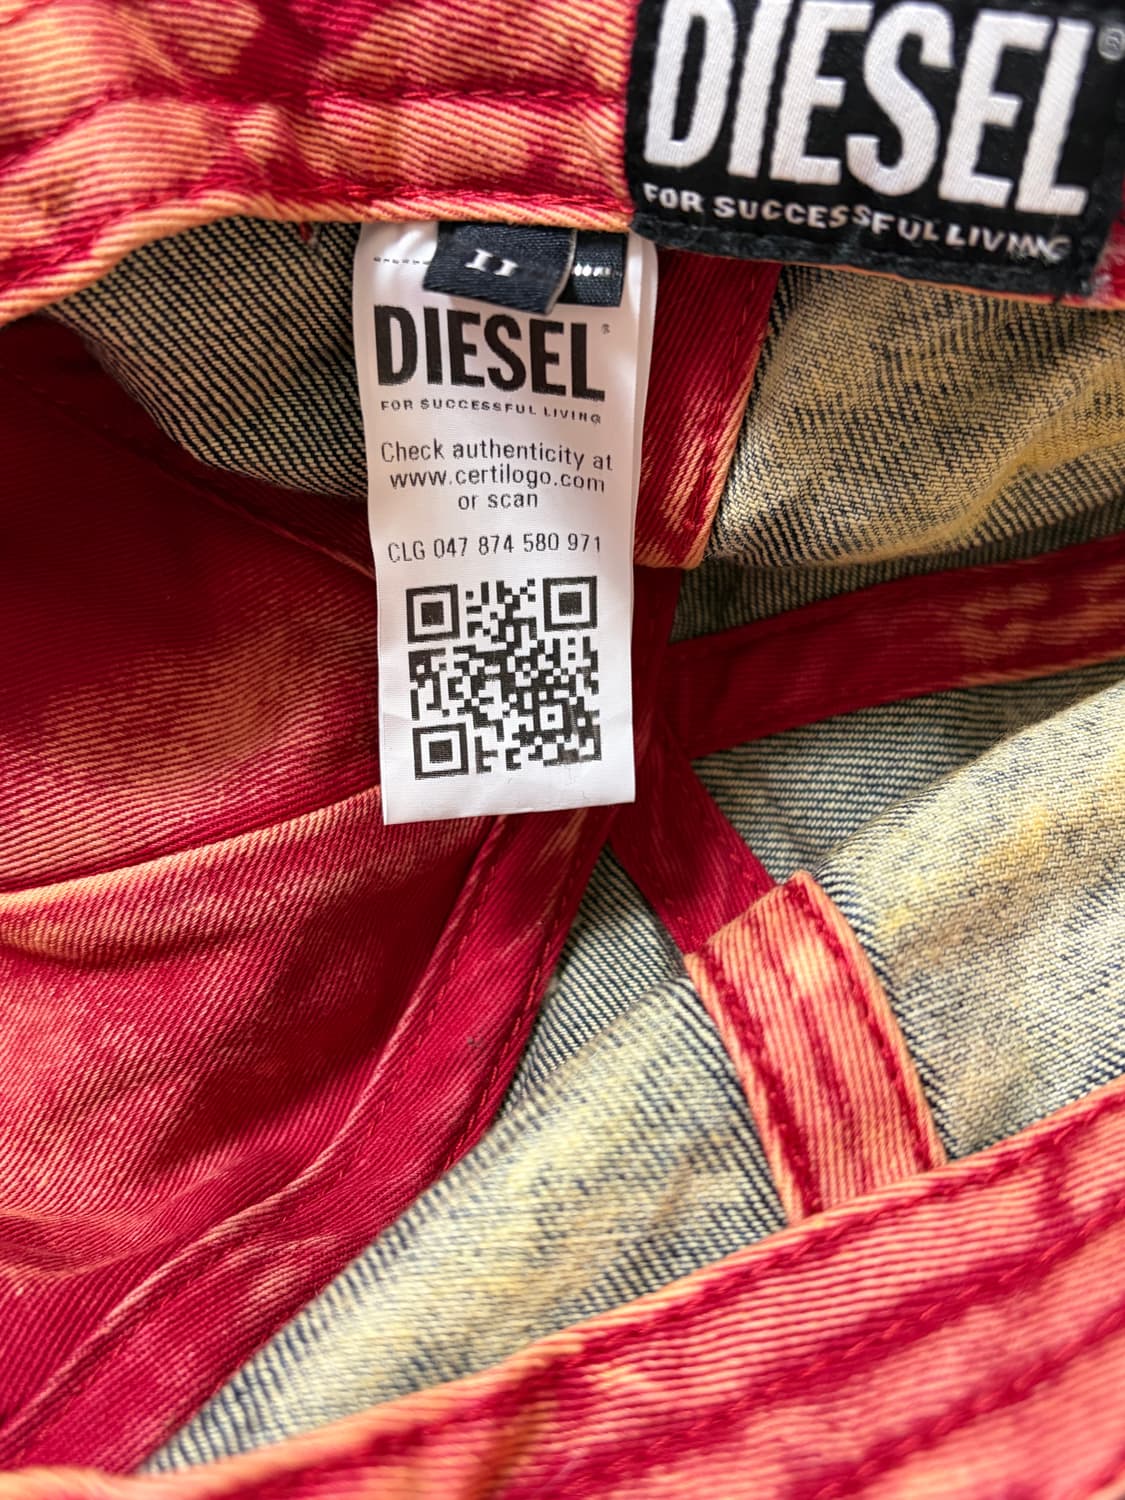 DIESEL®
FOR SUCCESSFUL LIVING
II
DIESEL®
FOR SUCCESSFUL LIVING
Check authenticity at
www.certilogo.com
or scan
CLG 047 874 580 971